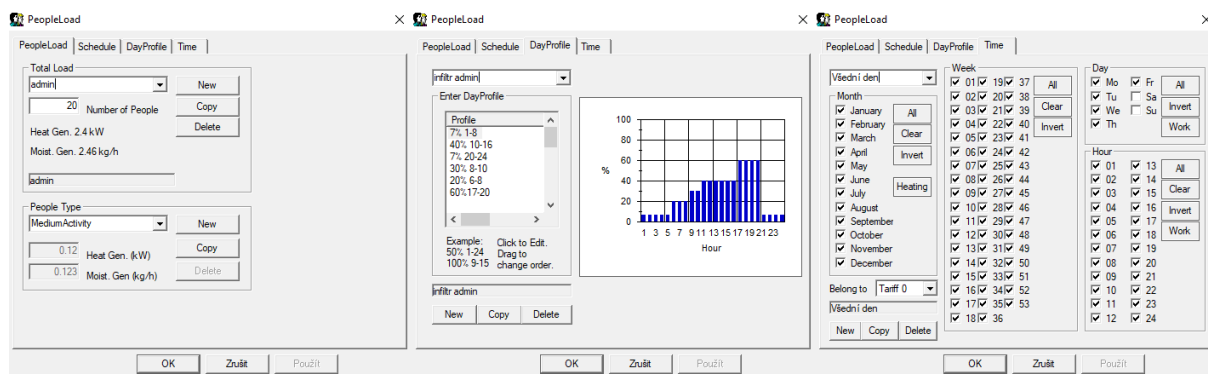 PeopleLoad
PeopleLoad Schedule DayProfile Time
Total Load
admin
New
20 Number of People
Copy
Heat Gen. 2.4 kW
Delete
Moist. Gen. 2.46 kg/h
admin
People Type
MediumActivity
New
0.12 Heat Gen. (kW)
Copy
0.123 Moist. Gen (kg/h)
Delete
OK Zrušit Použít
PeopleLoad
PeopleLoad Schedule DayProfile Time
infiltr admin
Enter DayProfile
Profile
7% 1-8
40% 10-16
7% 20-24
30% 8-10
20% 6-8
60%17-20
Example: Click to Edit.
50% 1-24 Drag to
100% 9-15 change order.
infiltr admin
New Copy Delete
100
80
60
%
40
20
0
1 3 5 7 9 11 13 15 17 19 21 23
Hour
OK Zrušit Použít
PeopleLoad
PeopleLoad Schedule DayProfile Time
Všední den
Month
January
February
March
April
May
June
July
August
September
October
November
December
All
Clear
Invert
Heating
Belong to Tariff 0
Všední den
New Copy Delete
Week
01 19 37
02 20 38
03 21 39
04 22 40
05 23 41
06 24 42
07 25 43
08 26 44
09 27 45
10 28 46
11 29 47
12 30 48
13 31 49
14 32 50
15 33 51
16 34 52
17 35 53
18 36
All
Clear
Invert
Day
Mo Fr
Tu Sa
We Su
Th
All
Invert
Work
Hour
01 13
02 14
03 15
04 16
05 17
06 18
07 19
08 20
09 21
10 22
11 23
12 24
All
Clear
Invert
Work
OK Zrušit Použít